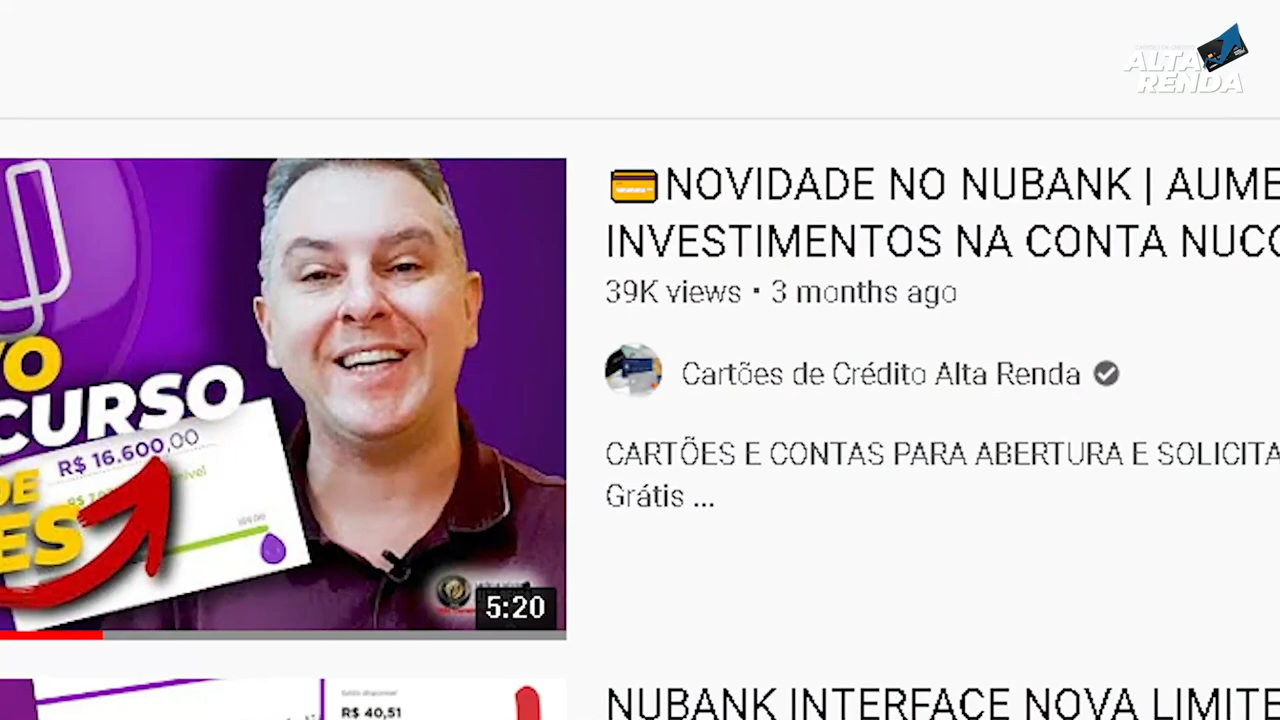 ALTA
RENDA
NOVIDADE NO NUBANK | AUME
INVESTIMENTOS NA CONTA NUCO
39K views • 3 months ago
Cartões de Crédito Alta Renda
CARTÕES E CONTAS PARA ABERTURA E SOLICITA
Grátis ...
VO
CURSO
R$ 16.600,00
DE
ES
5:20
NUBANK INTERFACE NOVA LIMITE
R$ 40,51